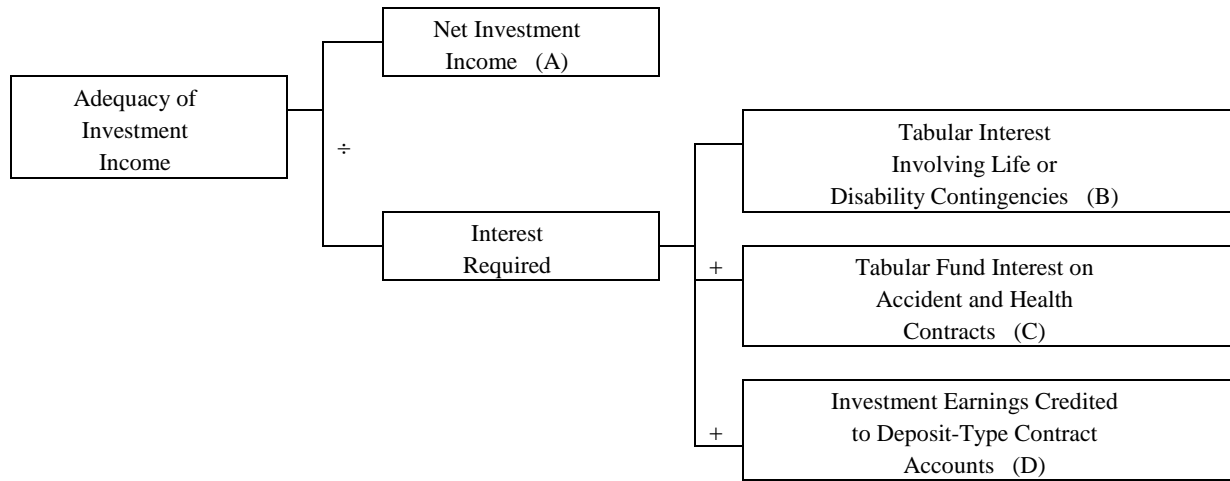 Net Investment
Income (A)
Adequacy of
Investment
Income
÷
Tabular Interest
Involving Life or
Disability Contingencies (B)
Interest
Required
+
Tabular Fund Interest on
Accident and Health
Contracts (C)
+
Investment Earnings Credited
to Deposit-Type Contract
Accounts (D)